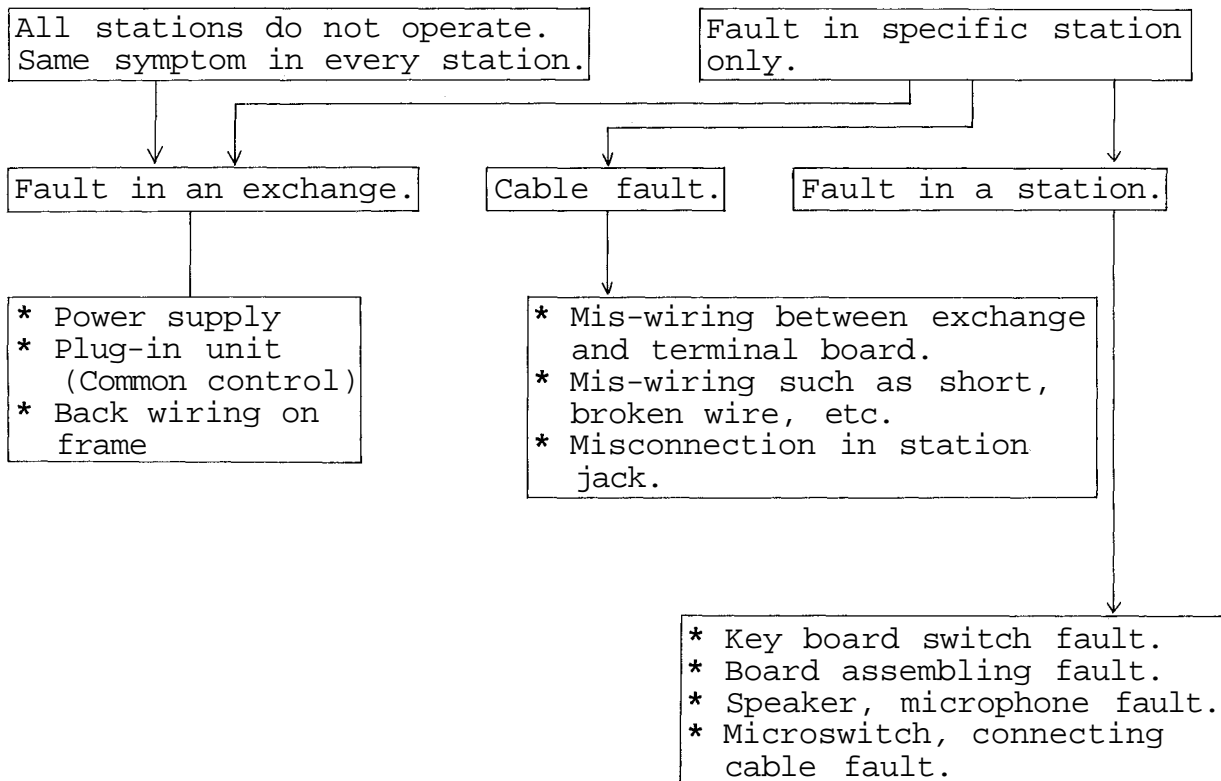 All stations do not operate.
Same symptom in every station.
Fault in specific station
only.
Fault in an exchange.
Cable fault.
Fault in a station.
* Power supply
* Plug-in unit
(Common control)
* Back wiring on
frame
* Mis-wiring between exchange
and terminal board.
* Mis-wiring such as short,
broken wire, etc.
* Misconnection in station
jack.
* Key board switch fault.
* Board assembling fault.
* Speaker, microphone fault.
* Microswitch, connecting
cable fault.